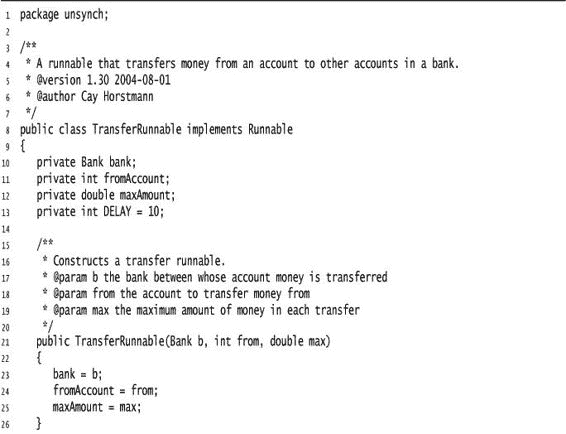 1 package unsynch;
2
3 /**
4  * A runnable that transfers money from an account to other accounts in a bank.
5  * @version 1.30 2004-08-01
6  * @author Cay Horstmann
7  */
8 public class TransferRunnable implements Runnable
9 {
10    private Bank bank;
11    private int fromAccount;
12    private double maxAmount;
13    private int DELAY = 10;
14
15    /**
16     * Constructs a transfer runnable.
17     * @param b the bank between whose account money is transferred
18     * @param from the account to transfer money from
19     * @param max the maximum amount of money in each transfer
20     */
21    public TransferRunnable(Bank b, int from, double max)
22    {
23       bank = b;
24       fromAccount = from;
25       maxAmount = max;
26    }